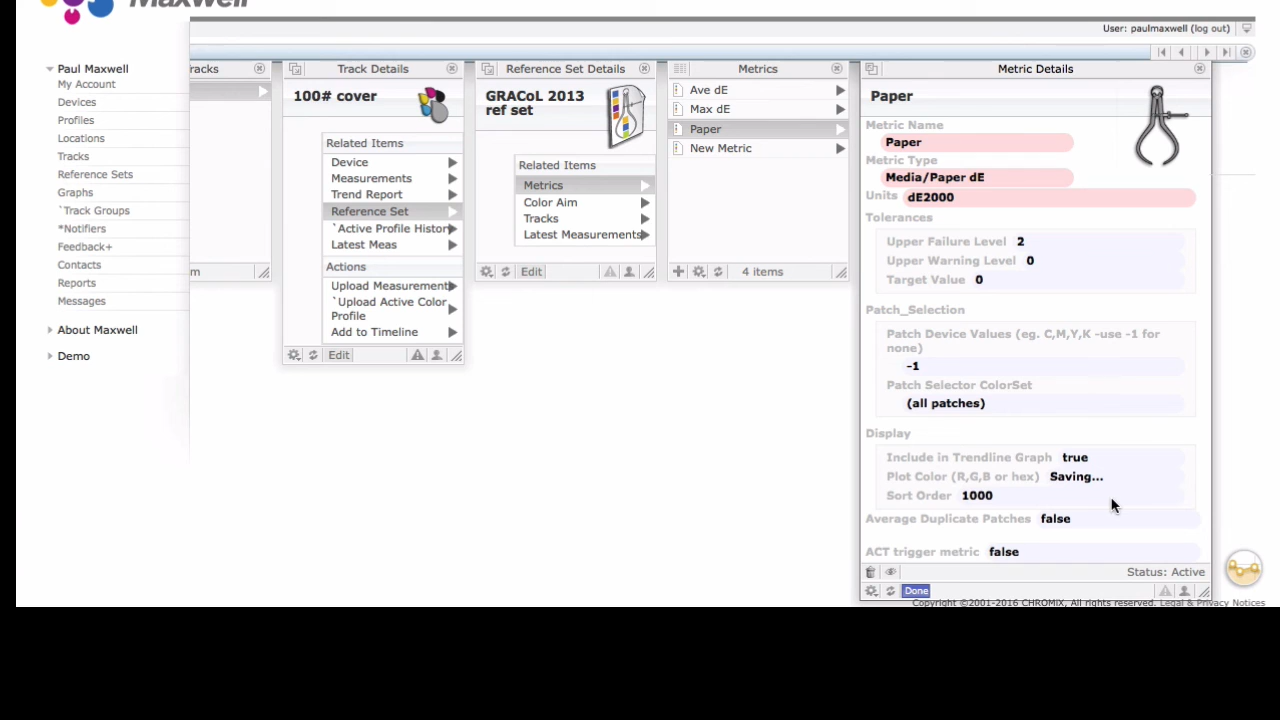 Maxwell
User: paulmaxwell (log out)
Paul Maxwell
My Account
Devices
Profiles
Locations
Tracks
Reference Sets
Graphs
`Track Groups
*Notifiers
Feedback+
Contacts
Reports
Messages
About Maxwell
Demo
racks
m
Track Details
100# cover
Related Items
Device
Measurements
Trend Report
Reference Set
`Active Profile History
Latest Meas
Actions
Upload Measurement
`Upload Active Color
Profile
Add to Timeline
Edit
Reference Set Details
GRACoL 2013
ref set
Related Items
Metrics
Color Aim
Tracks
Latest Measurements
Edit
Metrics
Ave dE
Max dE
Paper
New Metric
4 items
Metric Details
Paper
Metric Name
Paper
Metric Type
Media/Paper dE
Units dE2000
Tolerances
Upper Failure Level 2
Upper Warning Level 0
Target Value 0
Patch_Selection
Patch Device Values (eg. C,M,Y,K -use -1 for
none)
-1
Patch Selector ColorSet
(all patches)
Display
Include in Trendline Graph true
Plot Color (R,G,B or hex) Saving...
Sort Order 1000
Average Duplicate Patches false
ACT trigger metric false
Status: Active
Done
Copyright ©2001-2016 CHROMiX, All rights reserved. Legal & Privacy Notices